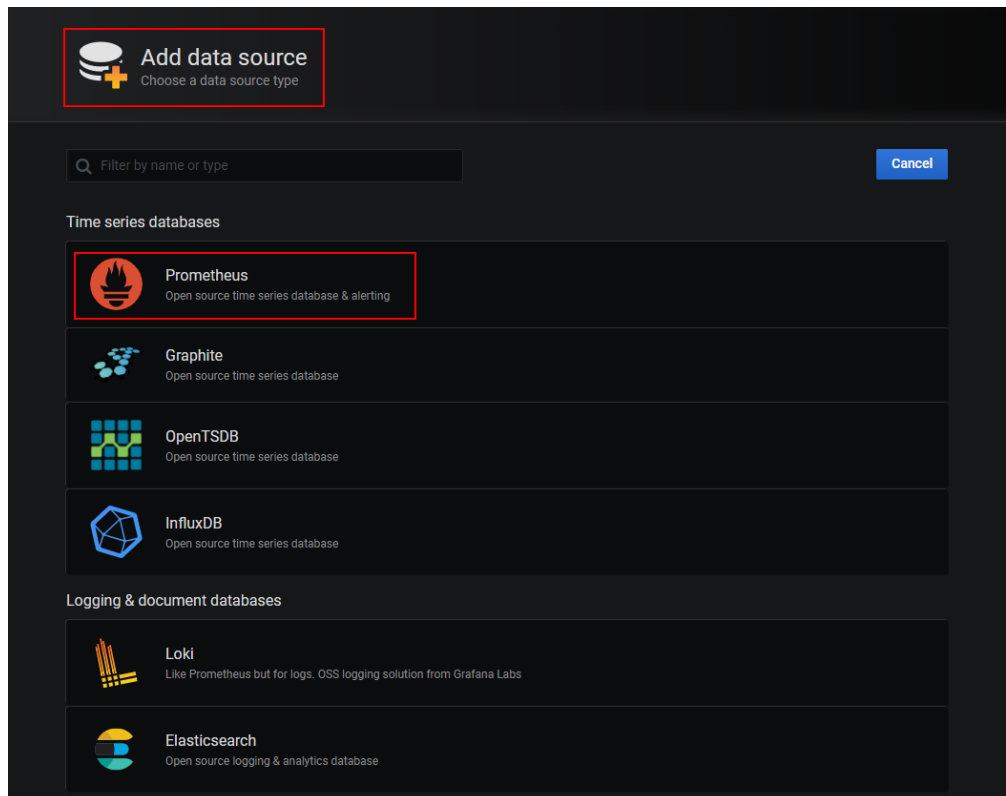 Add data source
Choose a data source type
Filter by name or type
Cancel
Time series databases
Prometheus
Open source time series database & alerting
Graphite
Open source time series database
OpenTSDB
Open source time series database
InfluxDB
Open source time series database
Logging & document databases
Loki
Like Prometheus but for logs. OSS logging solution from Grafana Labs
Elasticsearch
Open source logging & analytics database